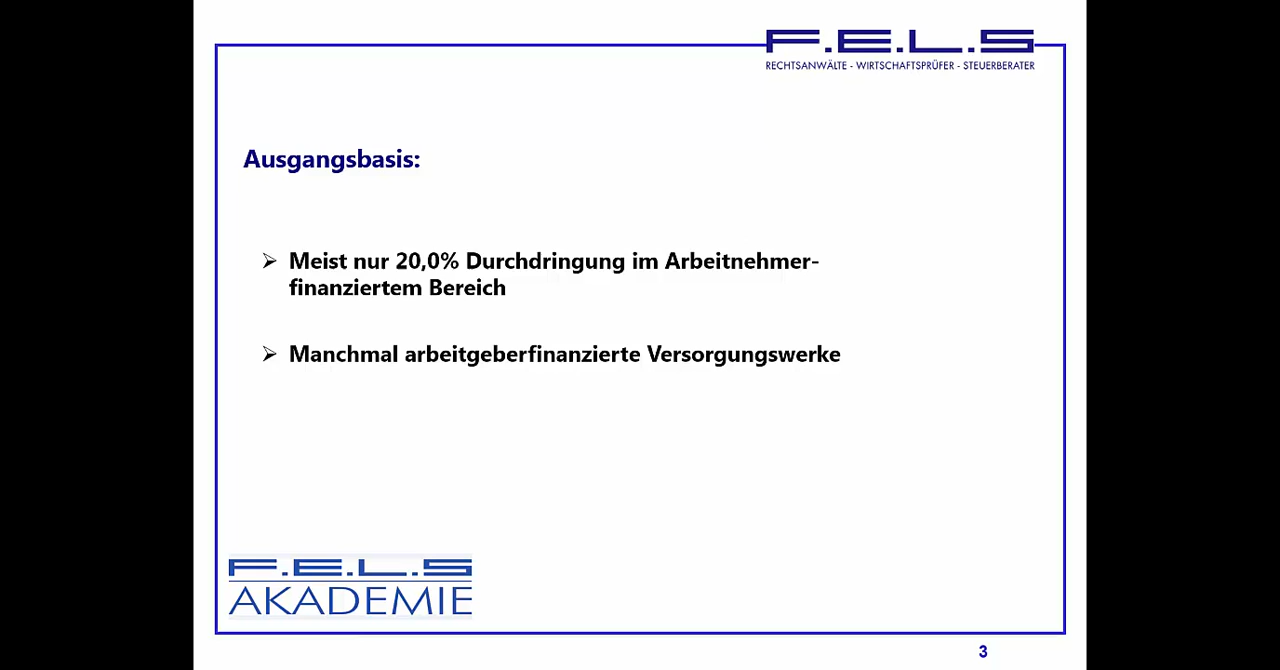 F.E.L.S
RECHTSANWÄLTE - WIRTSCHAFTSPRÜFER - STEUERBERATER
Ausgangsbasis:
➢ Meist nur 20,0% Durchdringung im Arbeitnehmer-
finanziertem Bereich
➢ Manchmal arbeitgeberfinanzierte Versorgungswerke
F.E.L.S
AKADEMIE
3